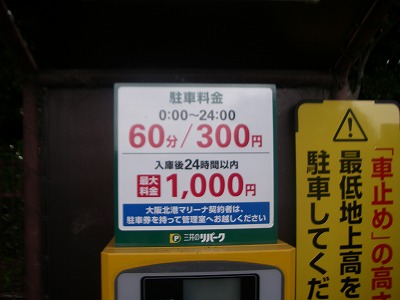 駐車料金
0:00～24:00
60分/300円
入庫後24時間以内
最大料金 1,000円
大阪北港マリーナ契約者は、
駐車券を持って管理室へお越しください
P 三井のリパーク
「車止め」の高さ
最低地上高を
駐車してくだ